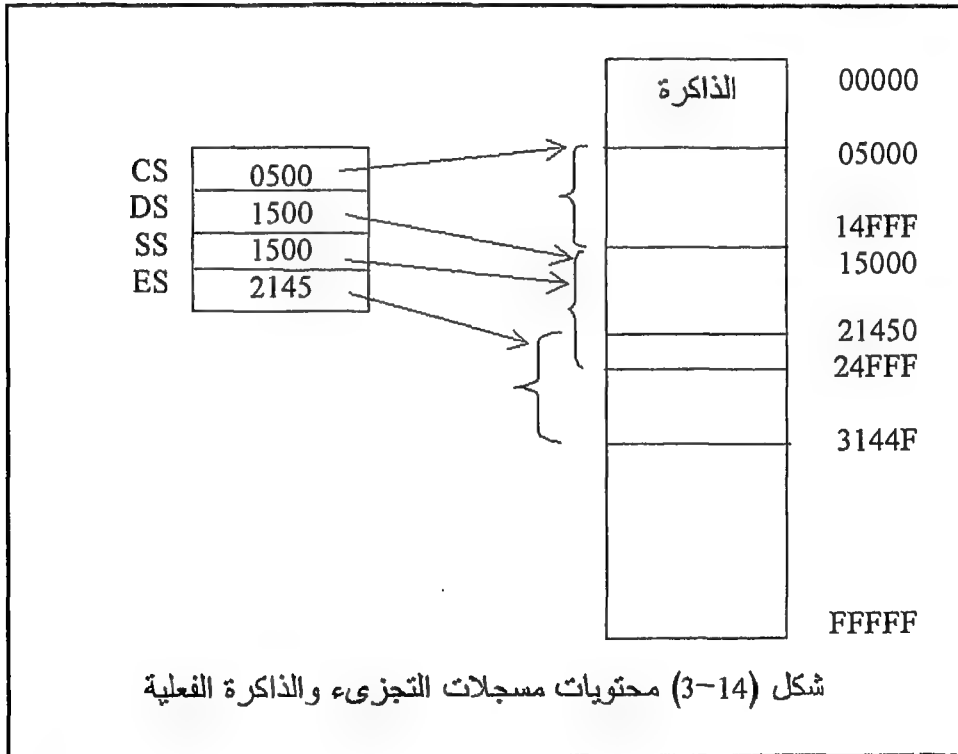 الذاكرة
00000
05000
14FFF
15000
21450
24FFF
3144F
FFFFF
CS 0500
DS 1500
SS 1500
ES 2145
شكل (3-14) محتويات مسجلات التجزىء والذاكرة الفعلية